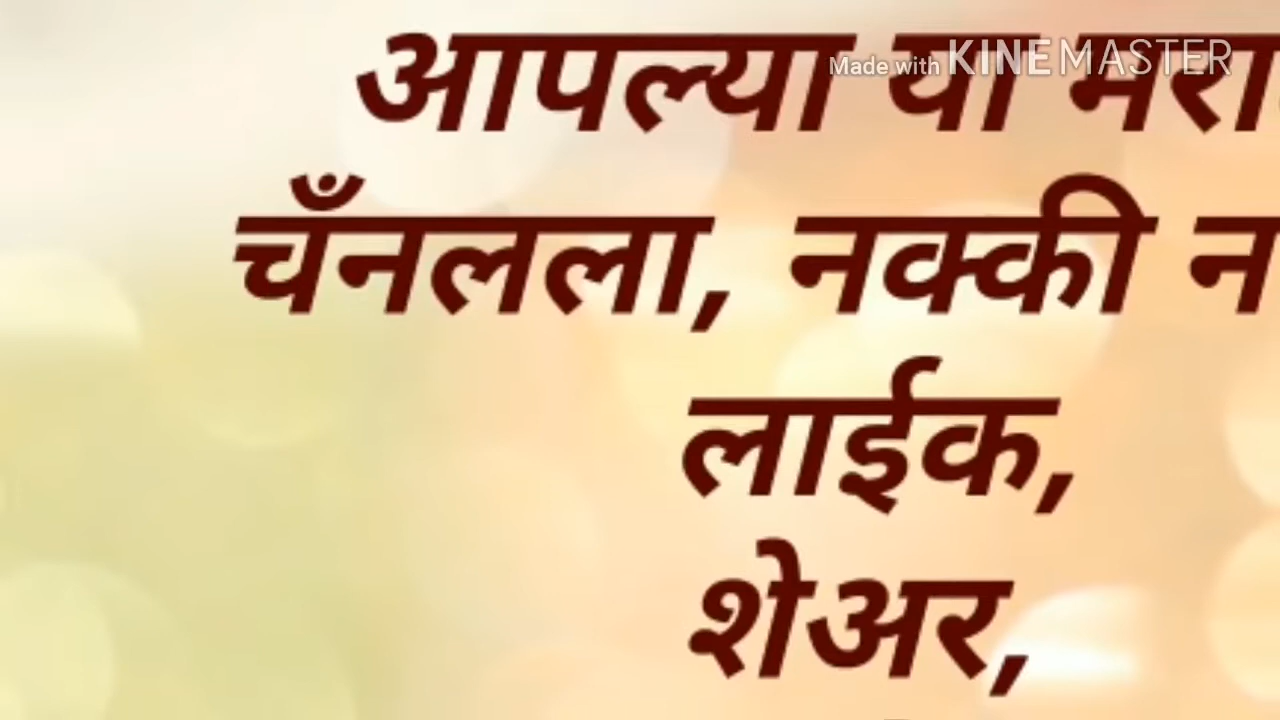 आपल्या या
Made with KINEMASTER
चॅंनलला, नक्की
लाईक,
शेअर,